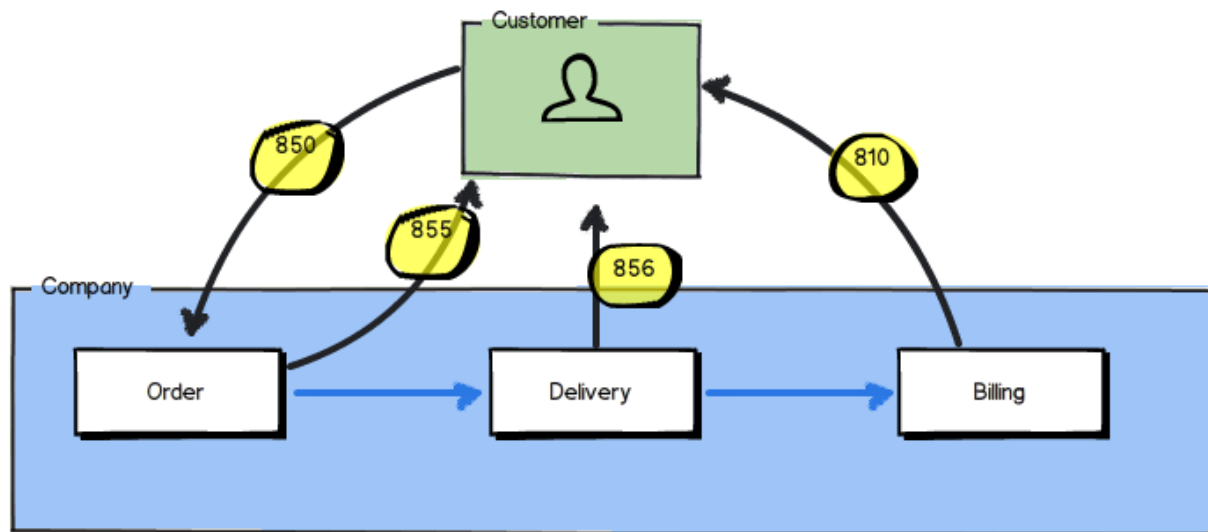 Customer
850
810
855
856
Company
Order
Delivery
Billing